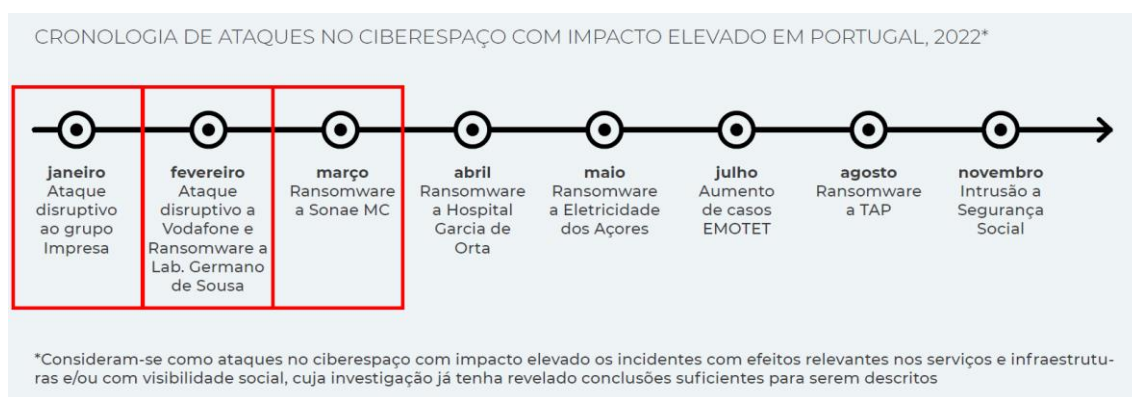 CRONOLOGIA DE ATAQUES NO CIBERESPAÇO COM IMPACTO ELEVADO EM PORTUGAL, 2022*
janeiro
Ataque
disruptivo
ao grupo
Impresa
fevereiro
Ataque
disruptivo a
Vodafone e
Ransomware a
Lab. Germano
de Sousa
março
Ransomware
a Sonae MC
abril
Ransomware
a Hospital
Garcia de
Orta
maio
Ransomware
a Eletricidade
dos Açores
julho
Aumento
de casos
EMOTET
agosto
Ransomware
a TAP
novembro
Intrusão a
Segurança
Social
*Consideram-se como ataques no ciberespaço com impacto elevado os incidentes com efeitos relevantes nos serviços e infraestrutu-
ras e/ou com visibilidade social, cuja investigação já tenha revelado conclusões suficientes para serem descritos